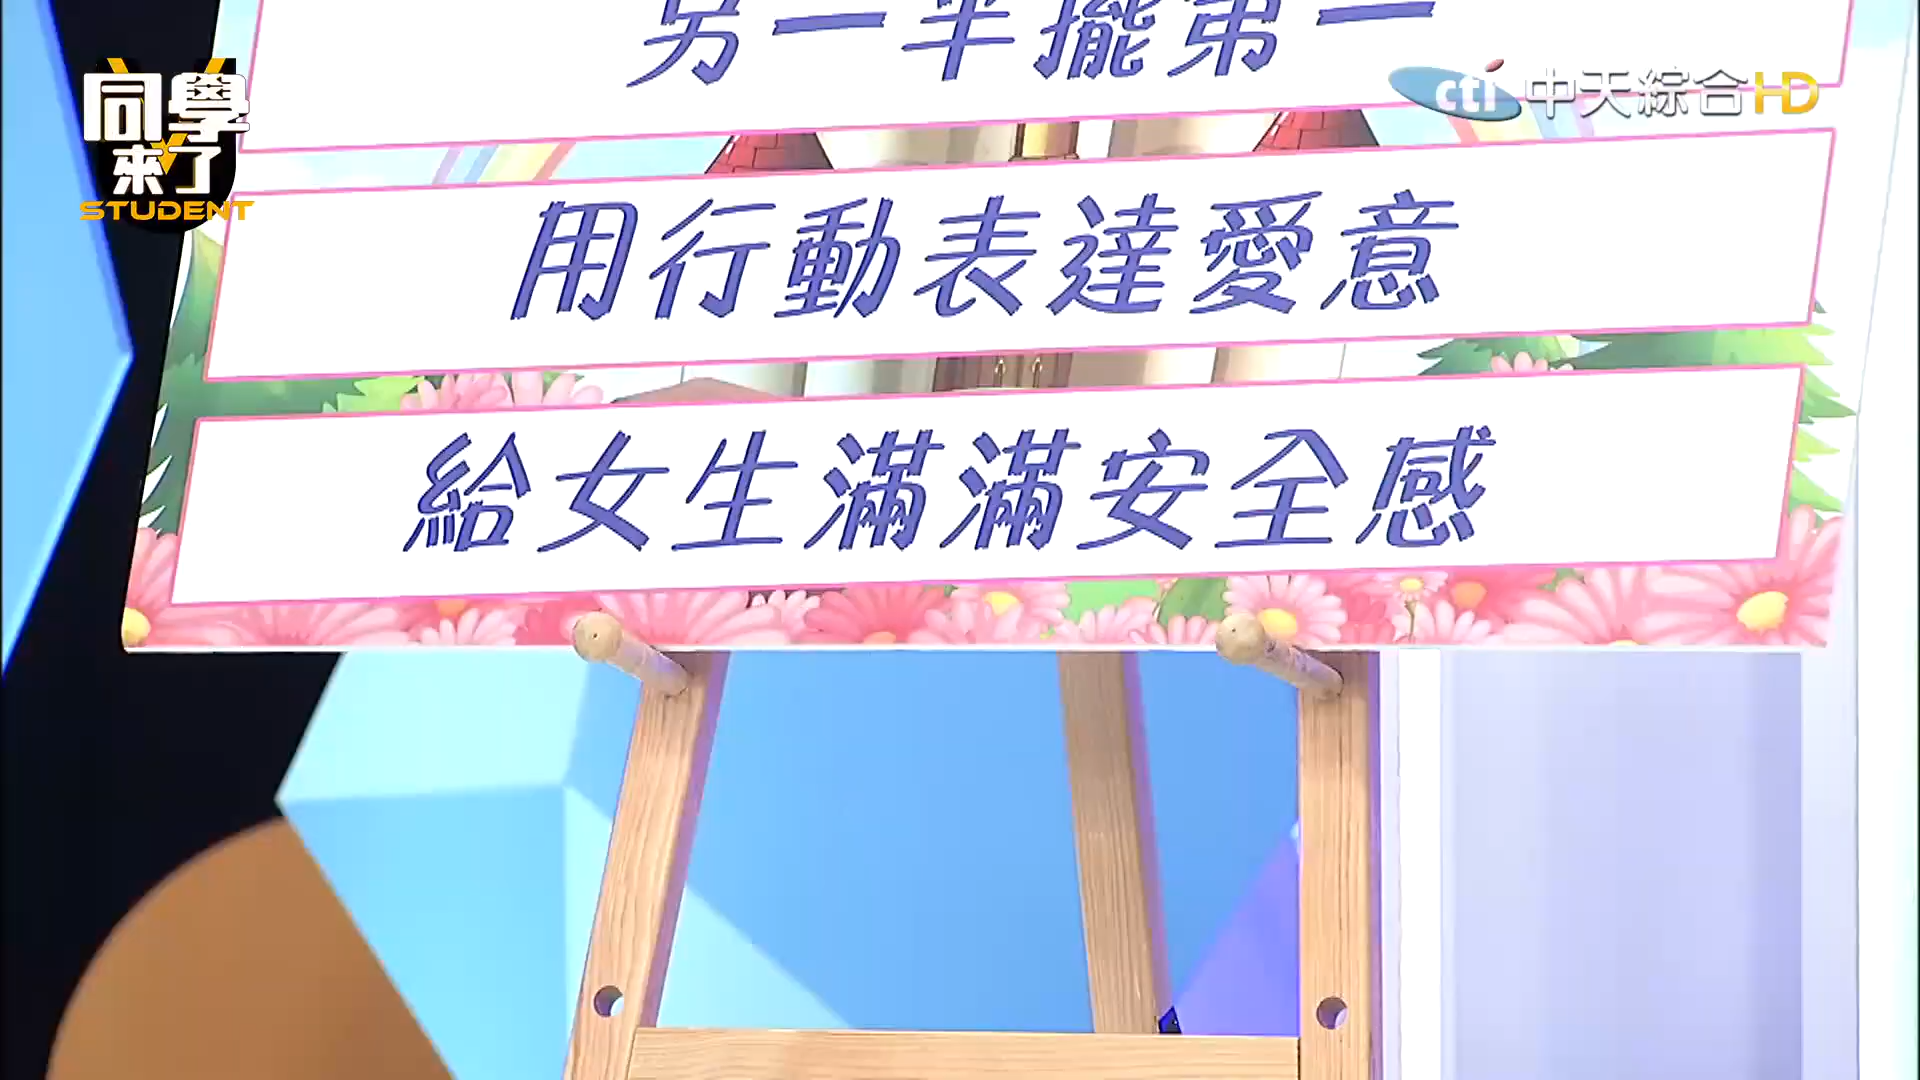 另一半擺第一
同學
來了
STUDENT
cti 中天綜合HD
用行動表達愛意
給女生滿滿安全感